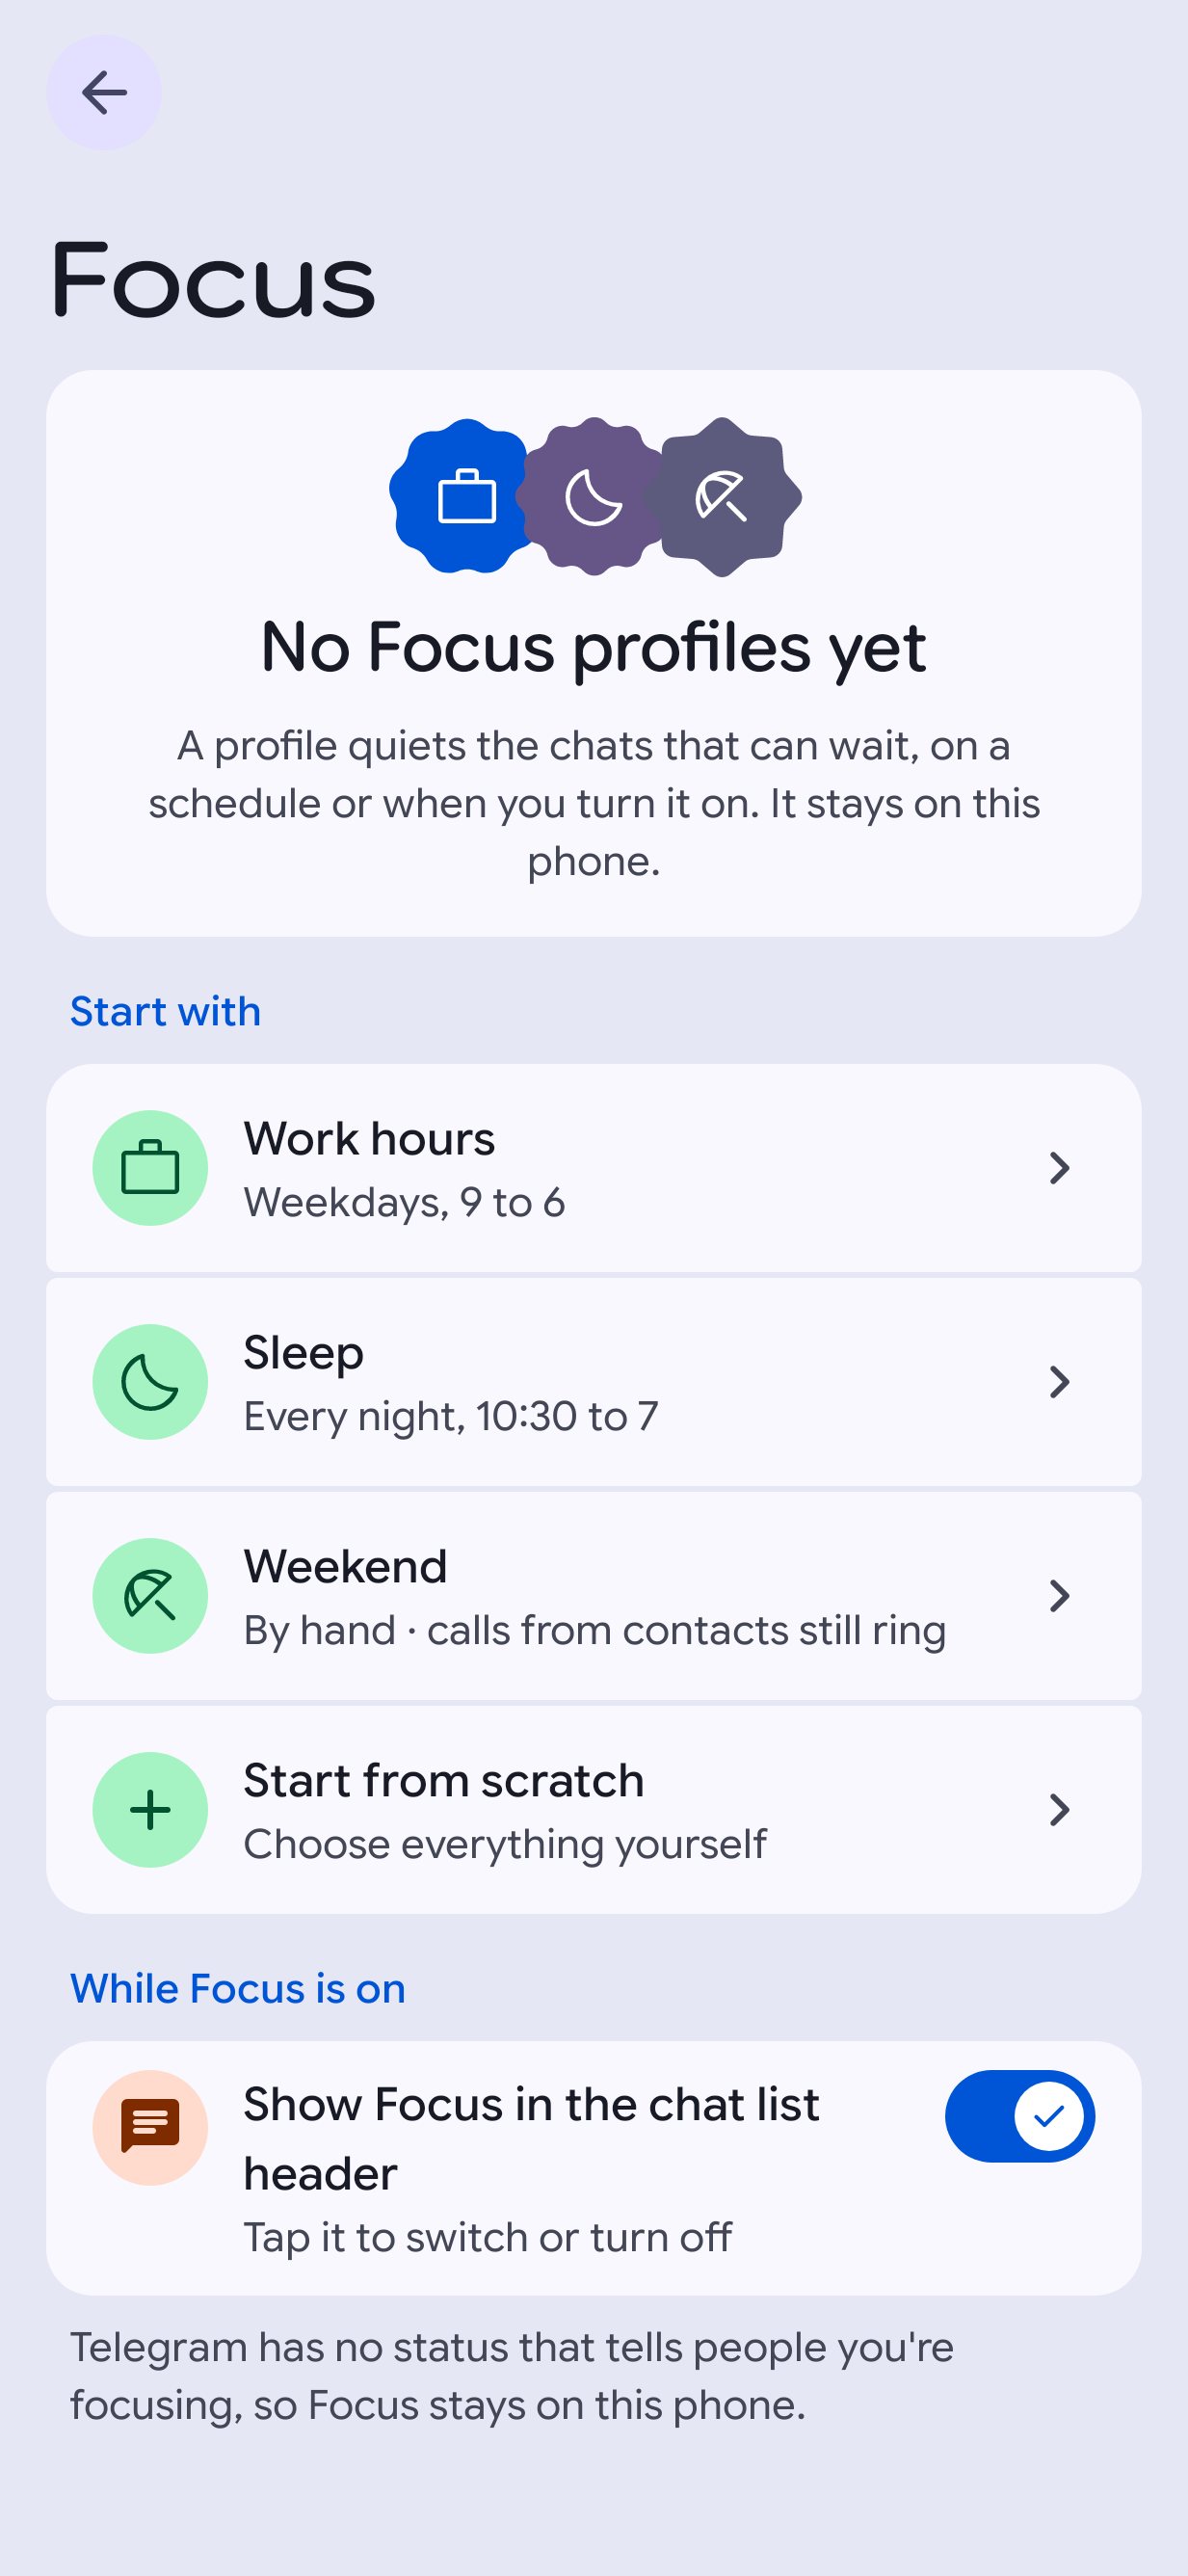 Focus
No Focus profiles yet
A profile quiets the chats that can wait, on a
schedule or when you turn it on. It stays on this
phone.
Start with
Work hours
Weekdays, 9 to 6
Sleep
Every night, 10:30 to 7
Weekend
By hand · calls from contacts still ring
Start from scratch
Choose everything yourself
While Focus is on
Show Focus in the chat list
header
Tap it to switch or turn off
Telegram has no status that tells people you're
focusing, so Focus stays on this phone.